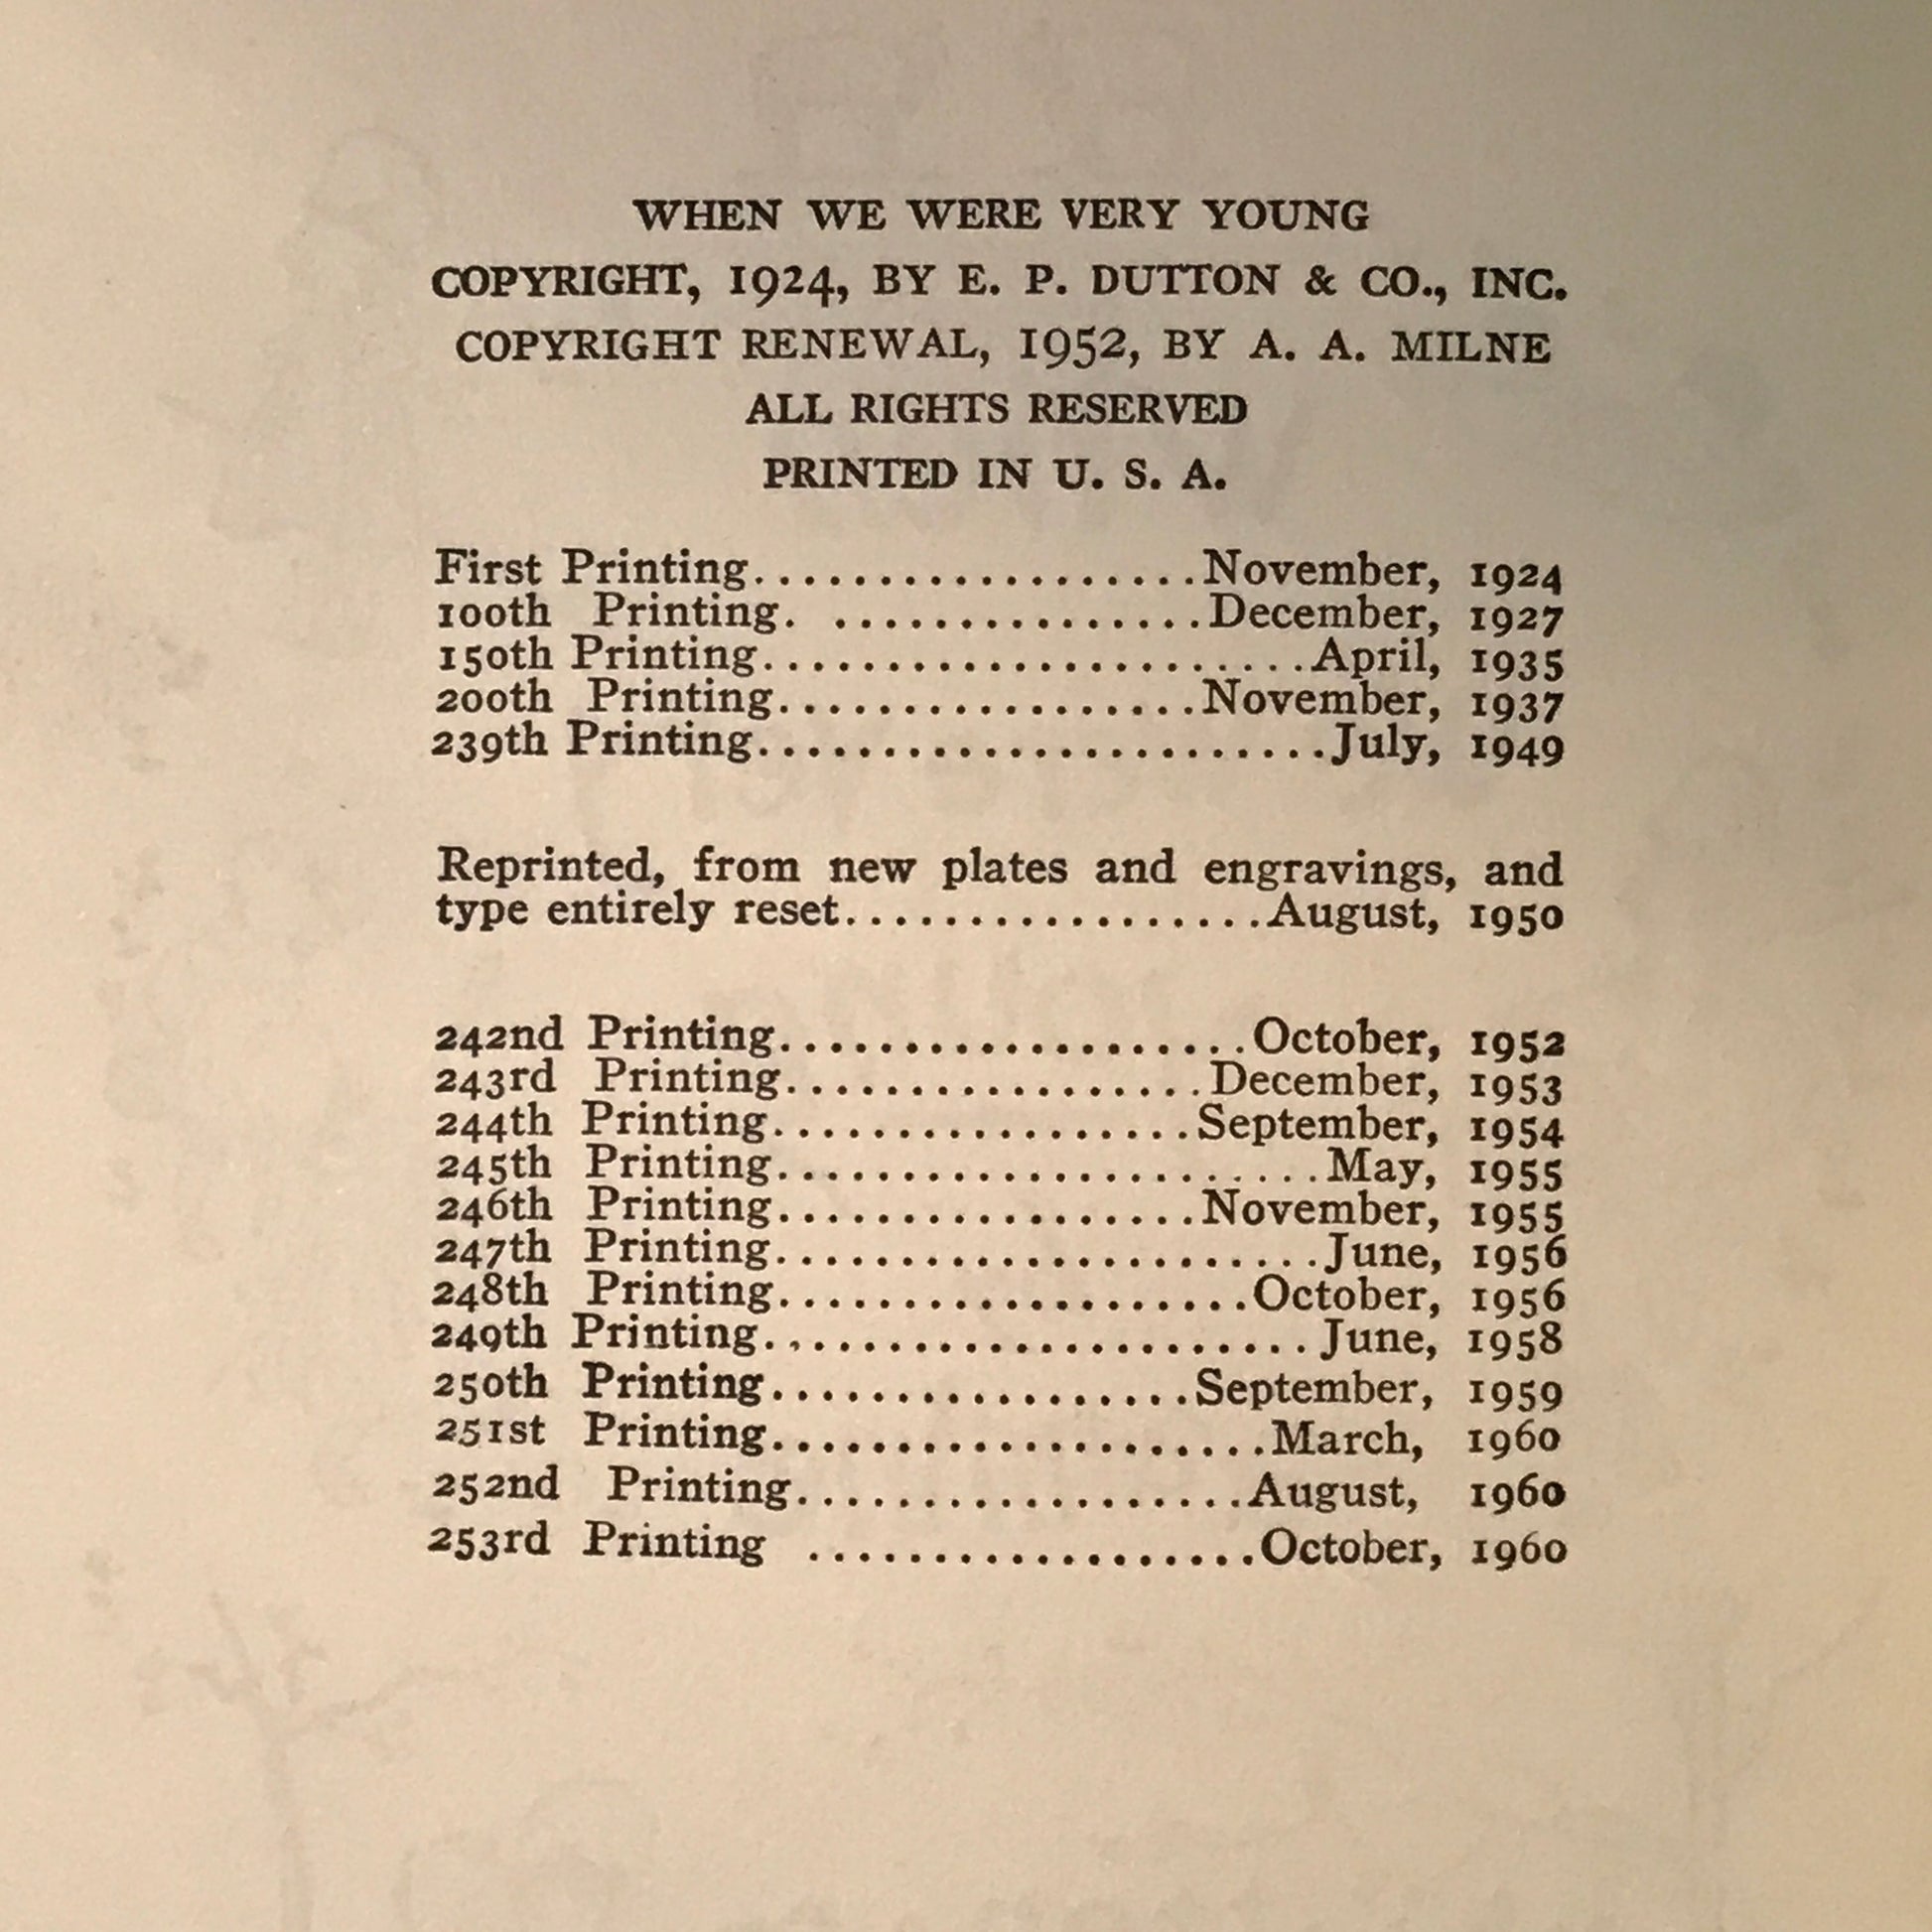 WHEN WE WERE VERY YOUNG
COPYRIGHT, 1924, BY E. P. DUTTON & CO., INC.
COPYRIGHT RENEWAL, 1952, BY A. A. MILNE
ALL RIGHTS RESERVED
PRINTED IN U. S. A.
First Printing..................November, 1924
100th Printing. ...............December, 1927
150th Printing......................April, 1935
200th Printing.................November, 1937
239th Printing.......................July, 1949
Reprinted, from new plates and engravings, and
type entirely reset.................August, 1950
242nd Printing...................October, 1952
243rd Printing.................December, 1953
244th Printing.................September, 1954
245th Printing......................May, 1955
246th Printing.................November, 1955
247th Printing......................June, 1956
248th Printing...................October, 1956
249th Printing......................June, 1958
250th Printing.................September, 1959
251st Printing....................March, 1960
252nd Printing..................August, 1960
253rd Printing ..................October, 1960